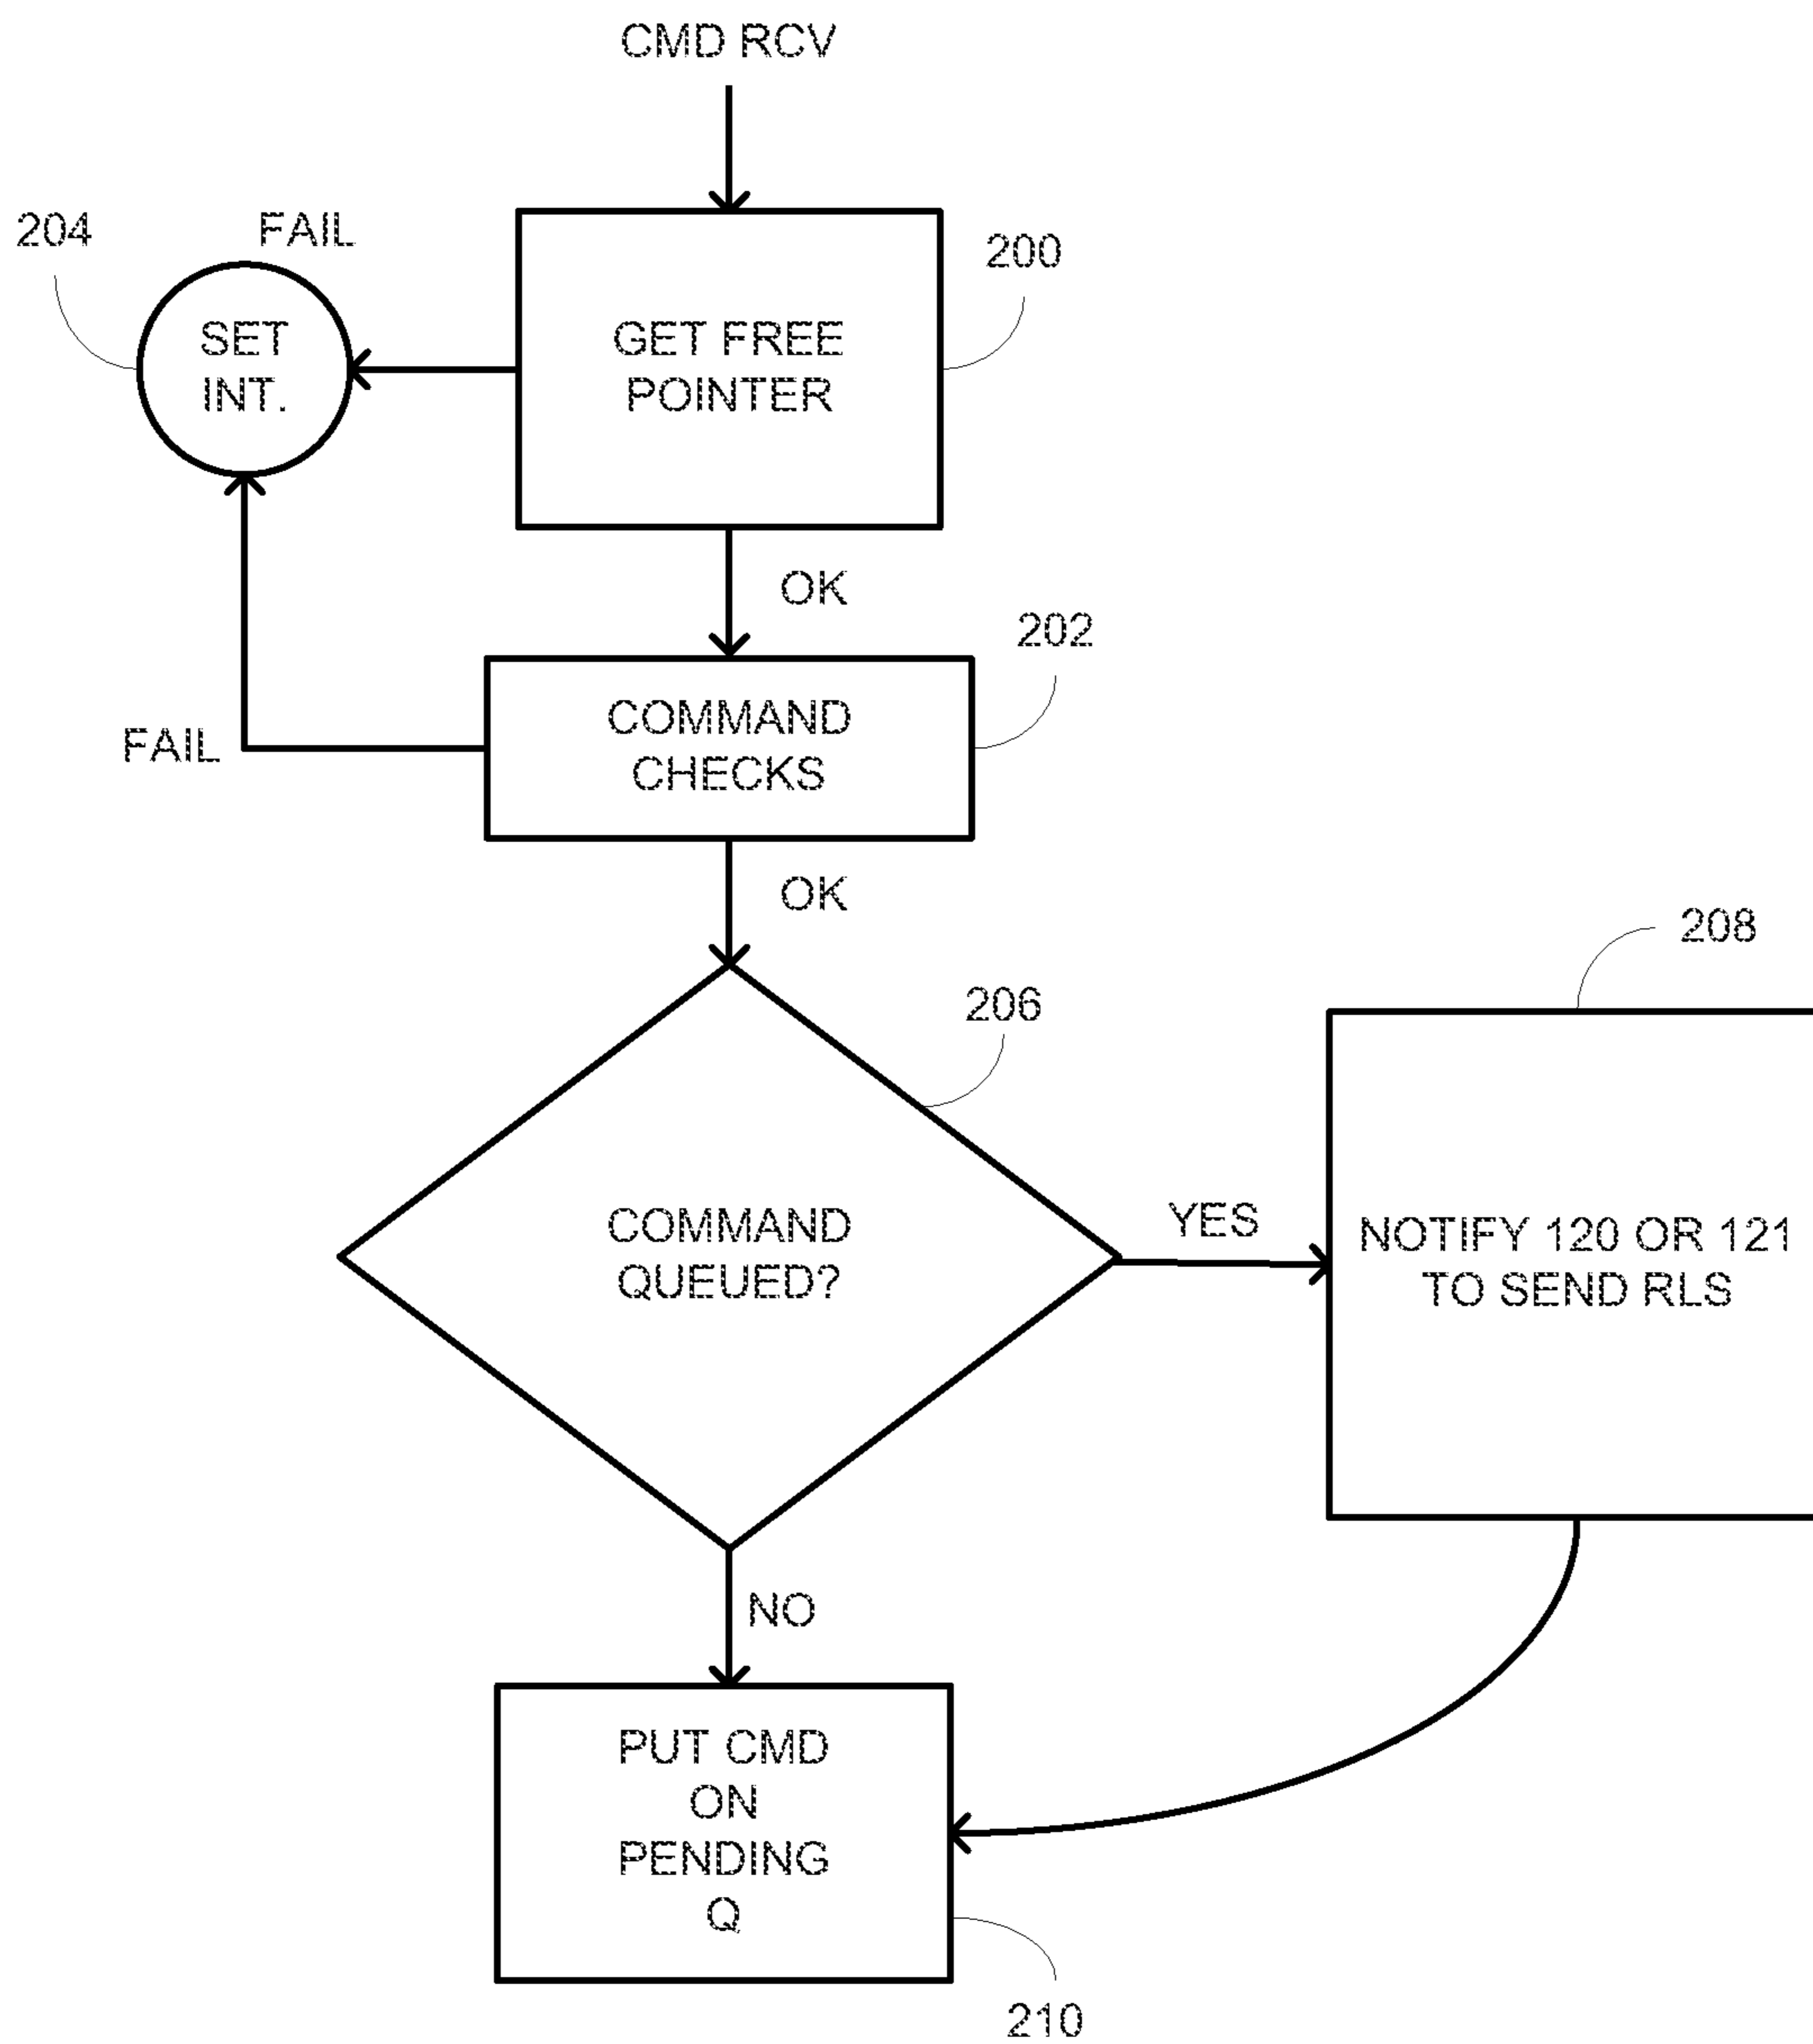 CMD RCV
204
FAIL
200
SET
INT.
GET FREE
POINTER
OK
202
COMMAND
CHECKS
FAIL
OK
208
206
COMMAND
QUEUED?
YES
NOTIFY 120 OR 121
TO SEND RLS
NO
PUT CMD
ON
PENDING
Q
210